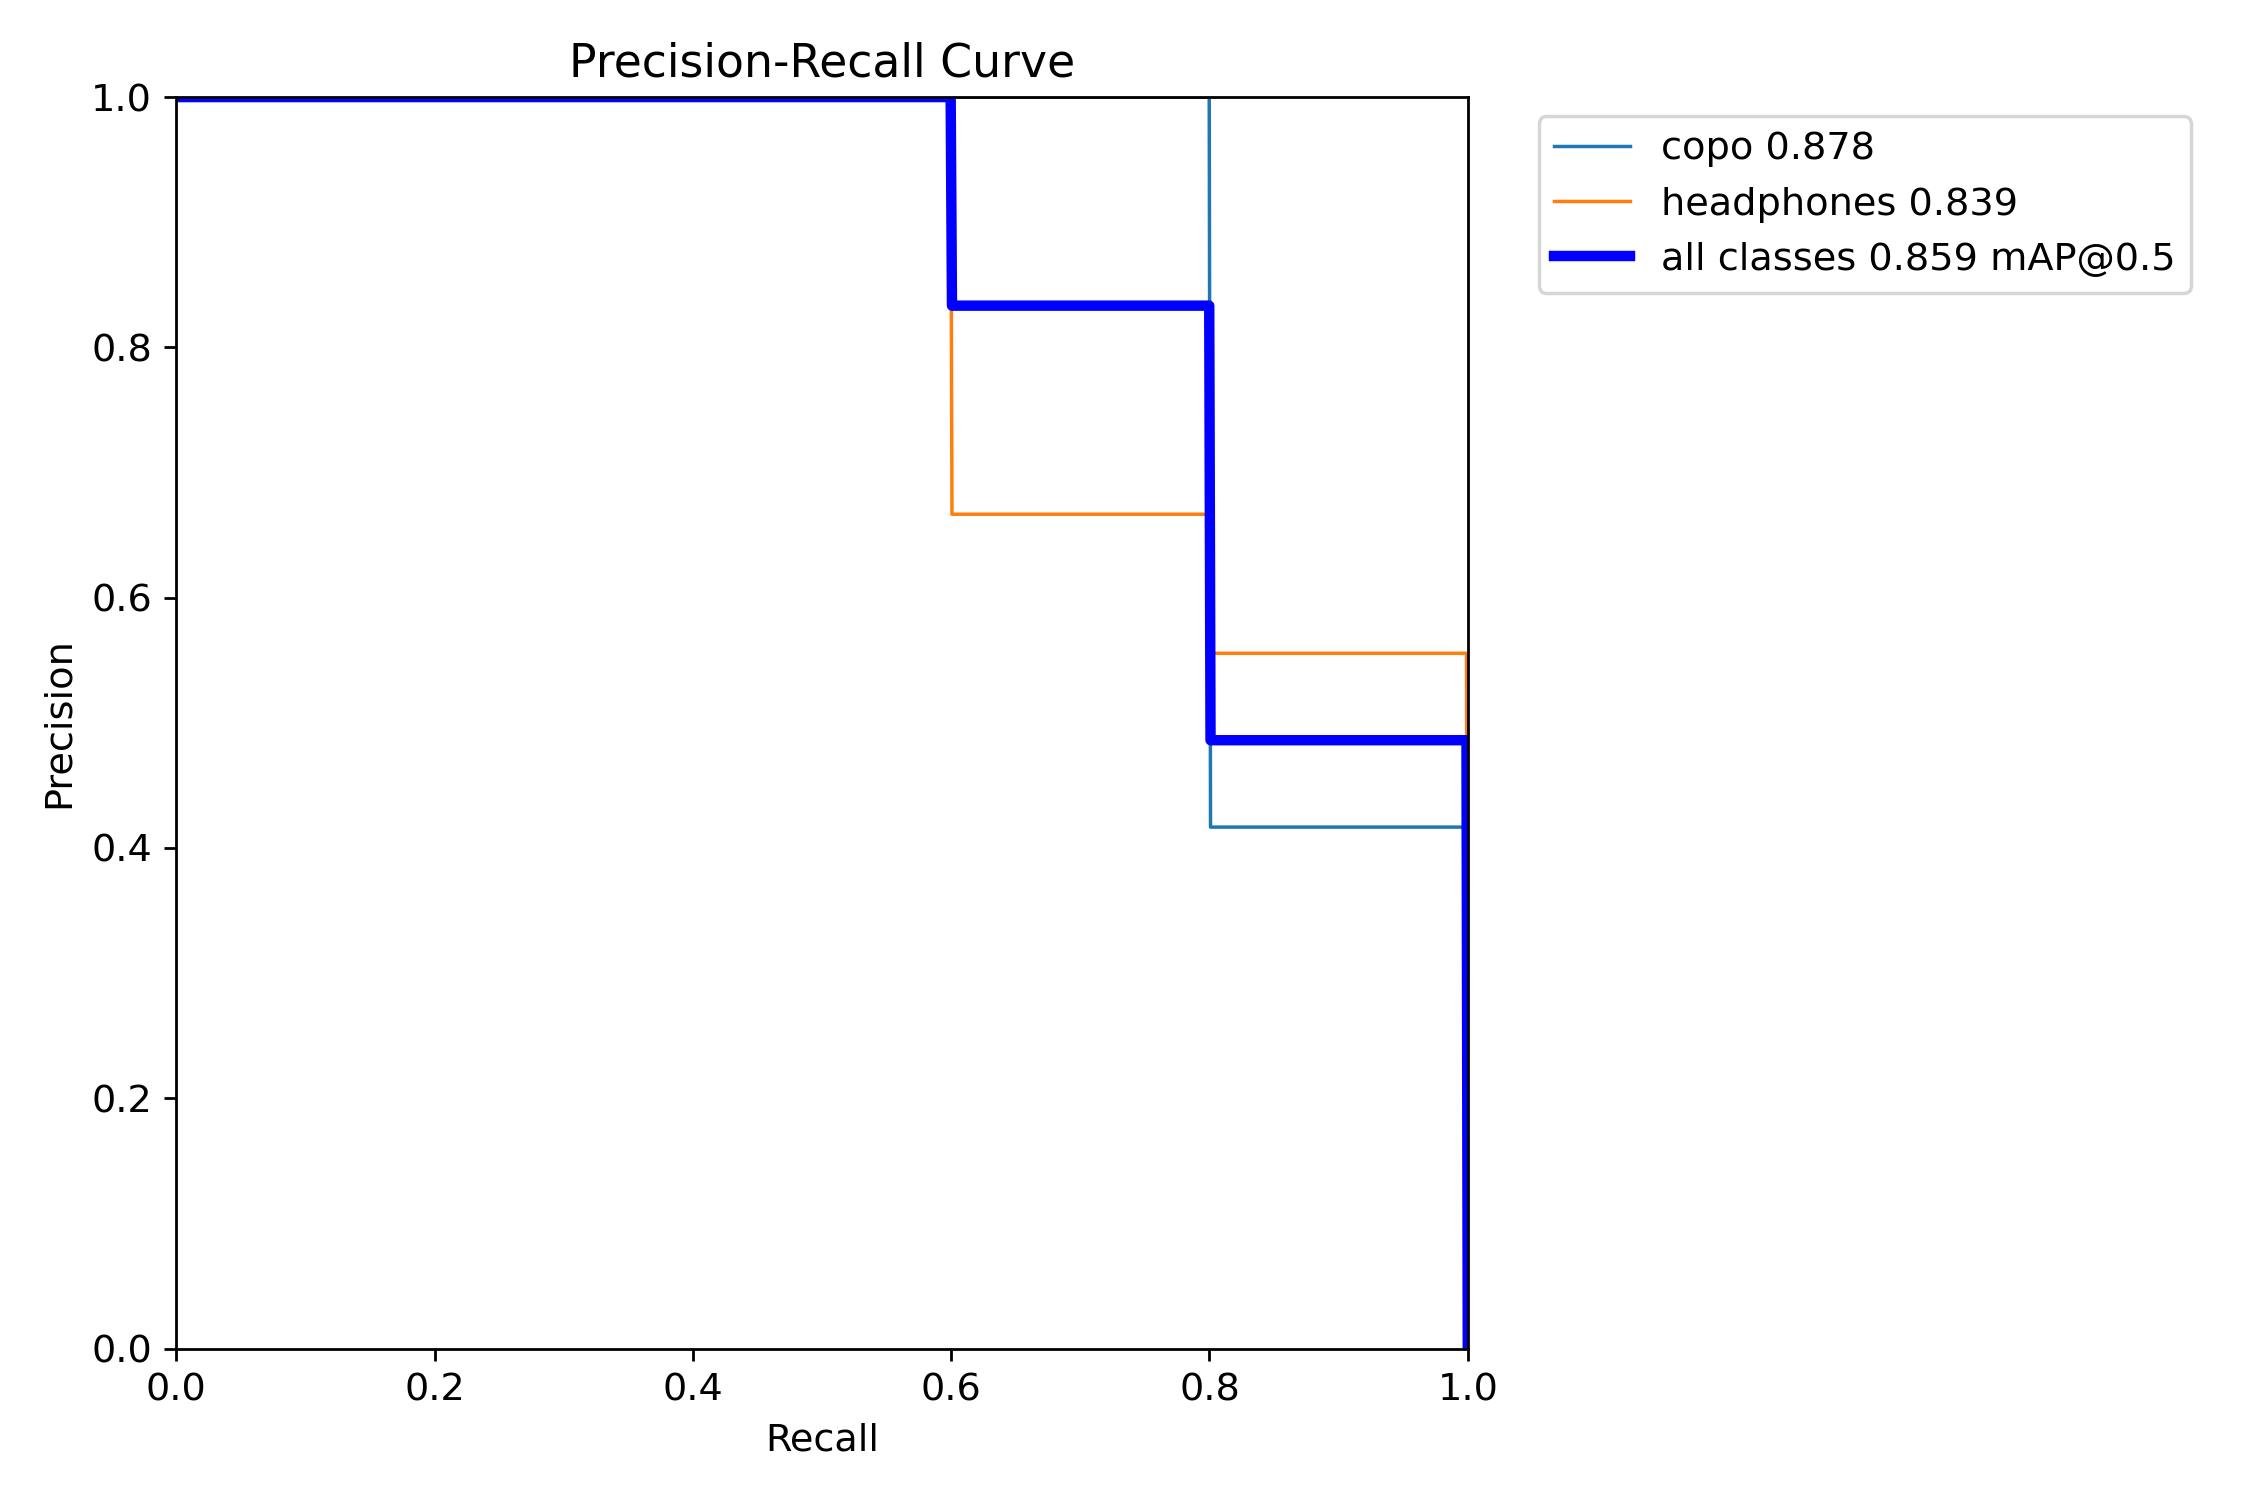 Precision-Recall Curve
copo 0.878
headphones 0.839
all classes 0.859 mAP@0.5
1.0
0.8
0.6
0.4
0.2
0.0
Precision
0.0 0.2 0.4 0.6 0.8 1.0
Recall